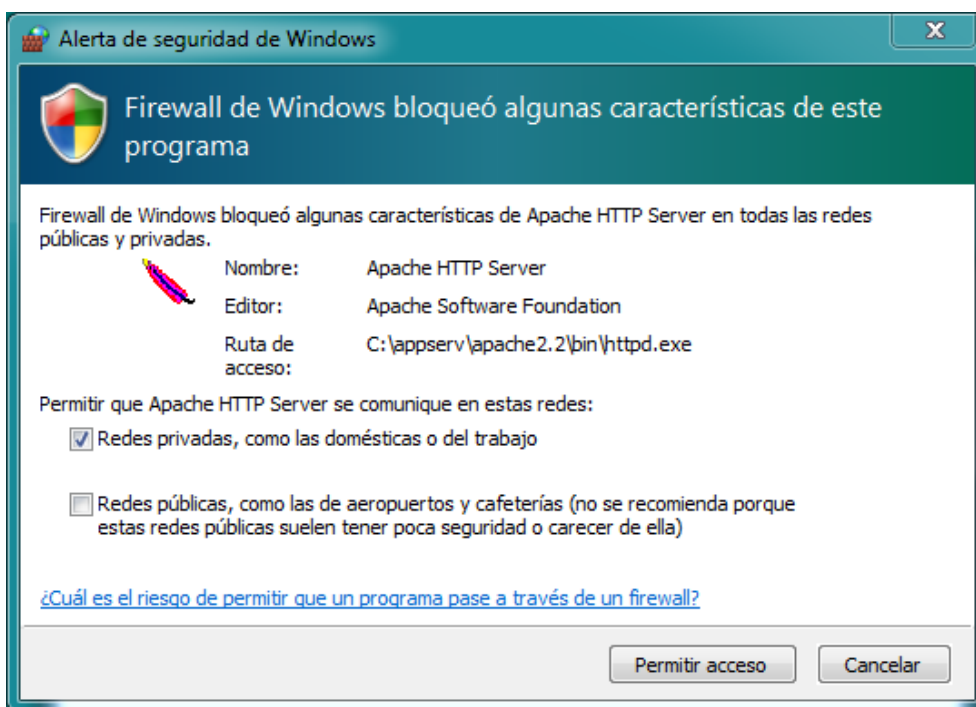 Alerta de seguridad de Windows
Firewall de Windows bloqueó algunas características de este
programa
Firewall de Windows bloqueó algunas características de Apache HTTP Server en todas las redes
públicas y privadas.
Nombre: Apache HTTP Server
Editor: Apache Software Foundation
Ruta de acceso: C:\appserv\apache2.2\bin\httpd.exe
Permitir que Apache HTTP Server se comunique en estas redes:
Redes privadas, como las domésticas o del trabajo
Redes públicas, como las de aeropuertos y cafeterías (no se recomienda porque
estas redes públicas suelen tener poca seguridad o carecer de ella)
¿Cuál es el riesgo de permitir que un programa pase a través de un firewall?
Permitir acceso Cancelar